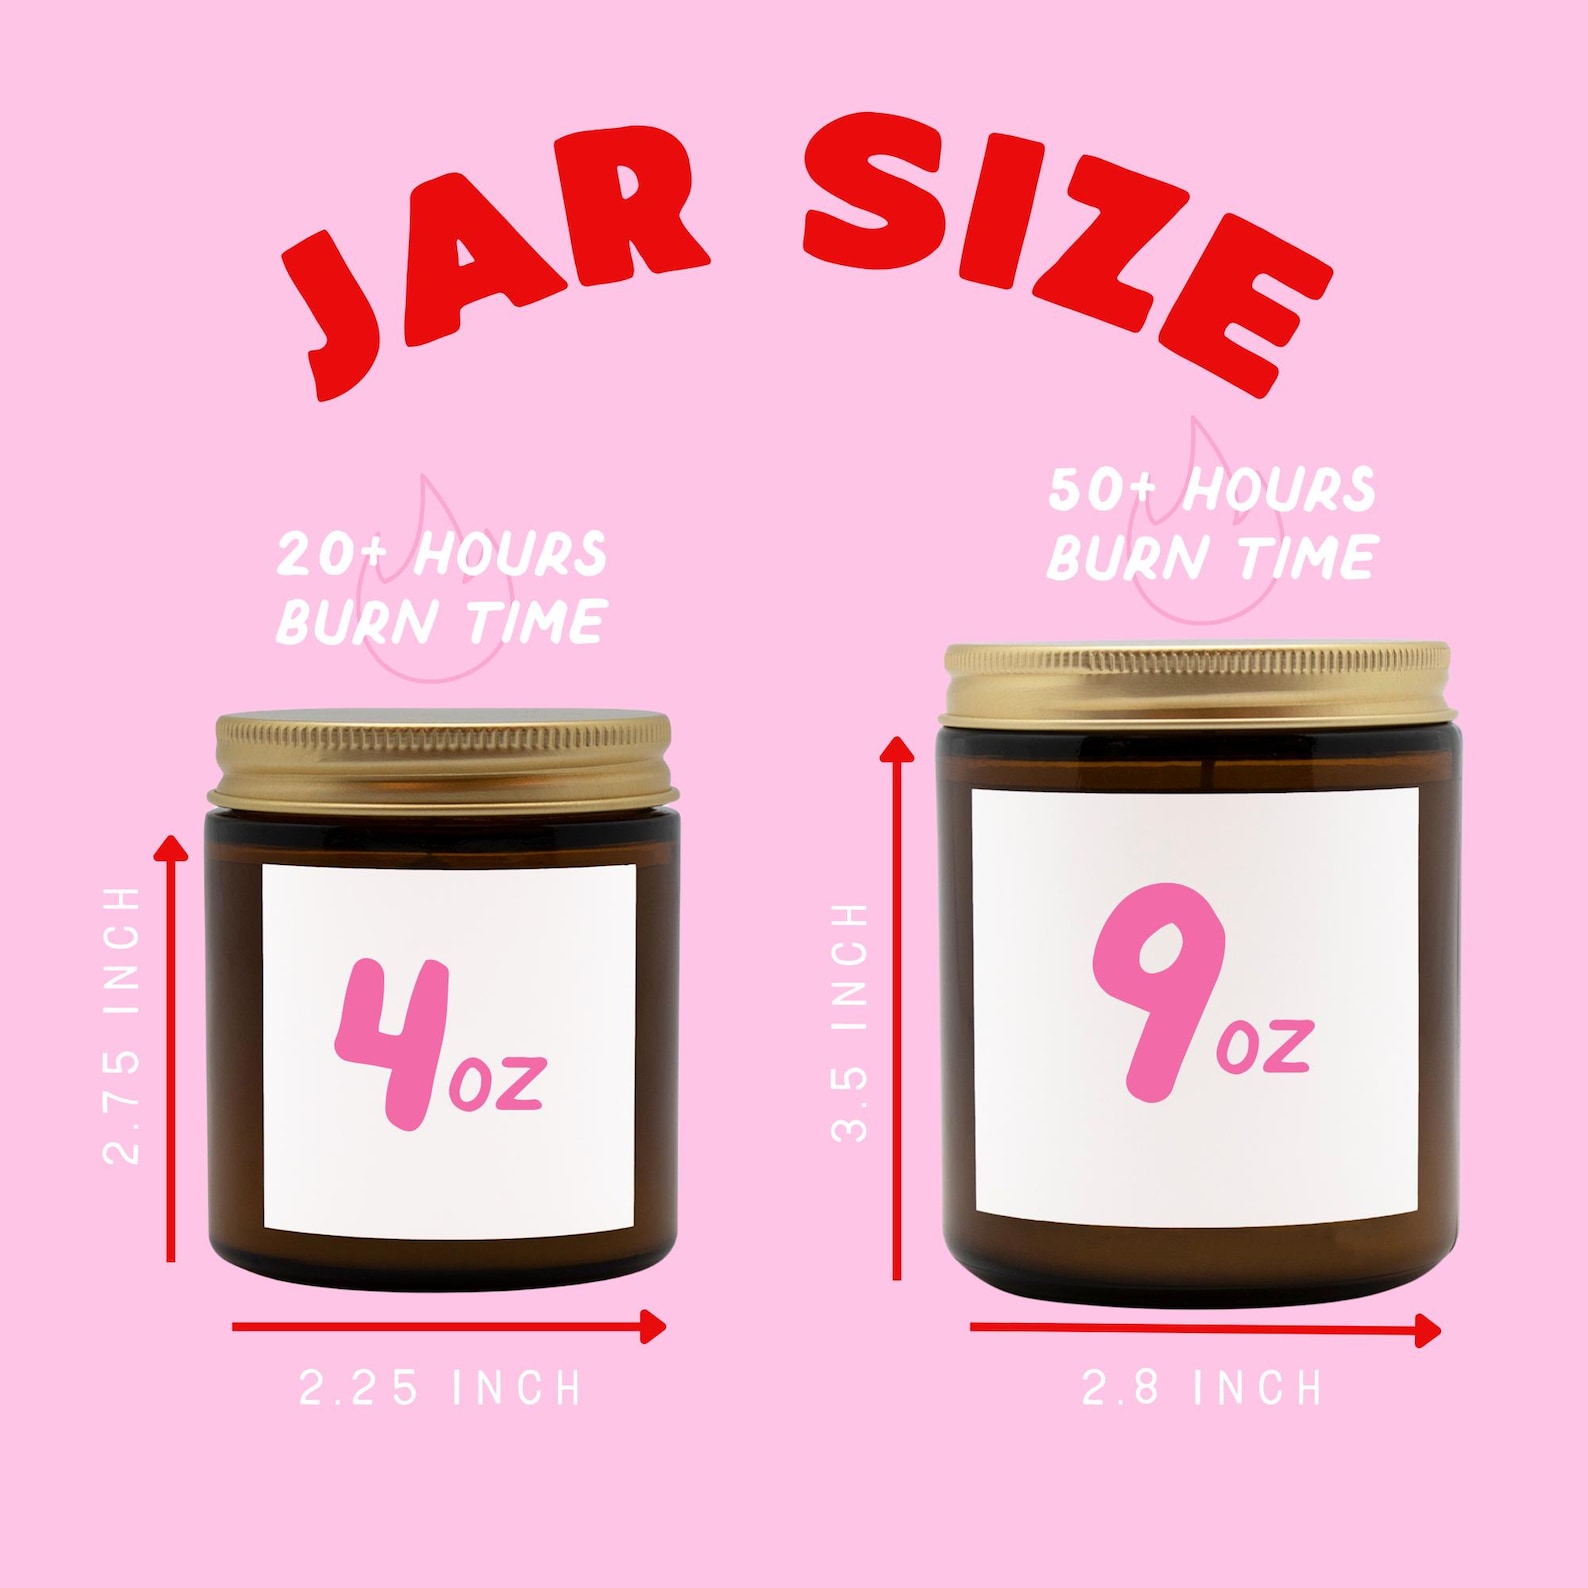 JAR SIZE
20+ HOURS
BURN TIME
50+ HOURS
BURN TIME
2.75 INCH
4oz
3.5 INCH
9oz
2.25 INCH
2.8 INCH